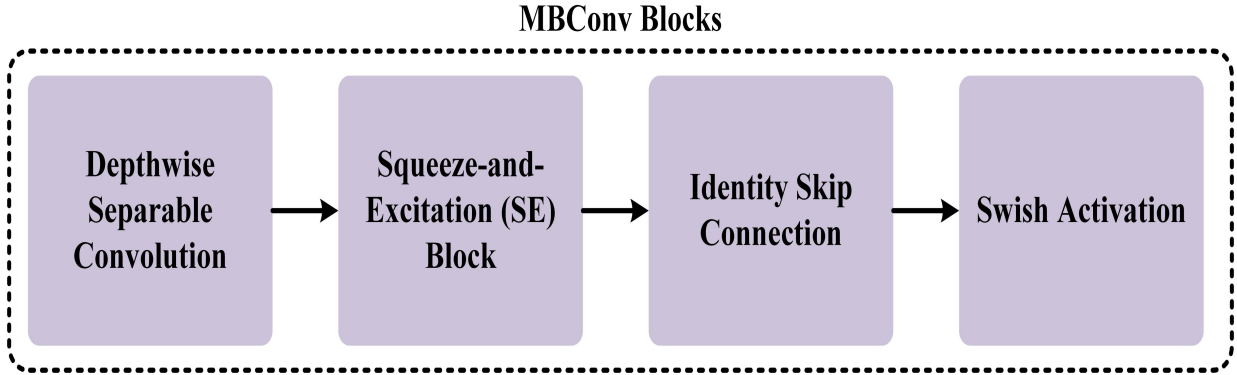 MBConv Blocks
Depthwise
Separable
Convolution
Squeeze-and-
Excitation (SE)
Block
Identity Skip
Connection
Swish Activation